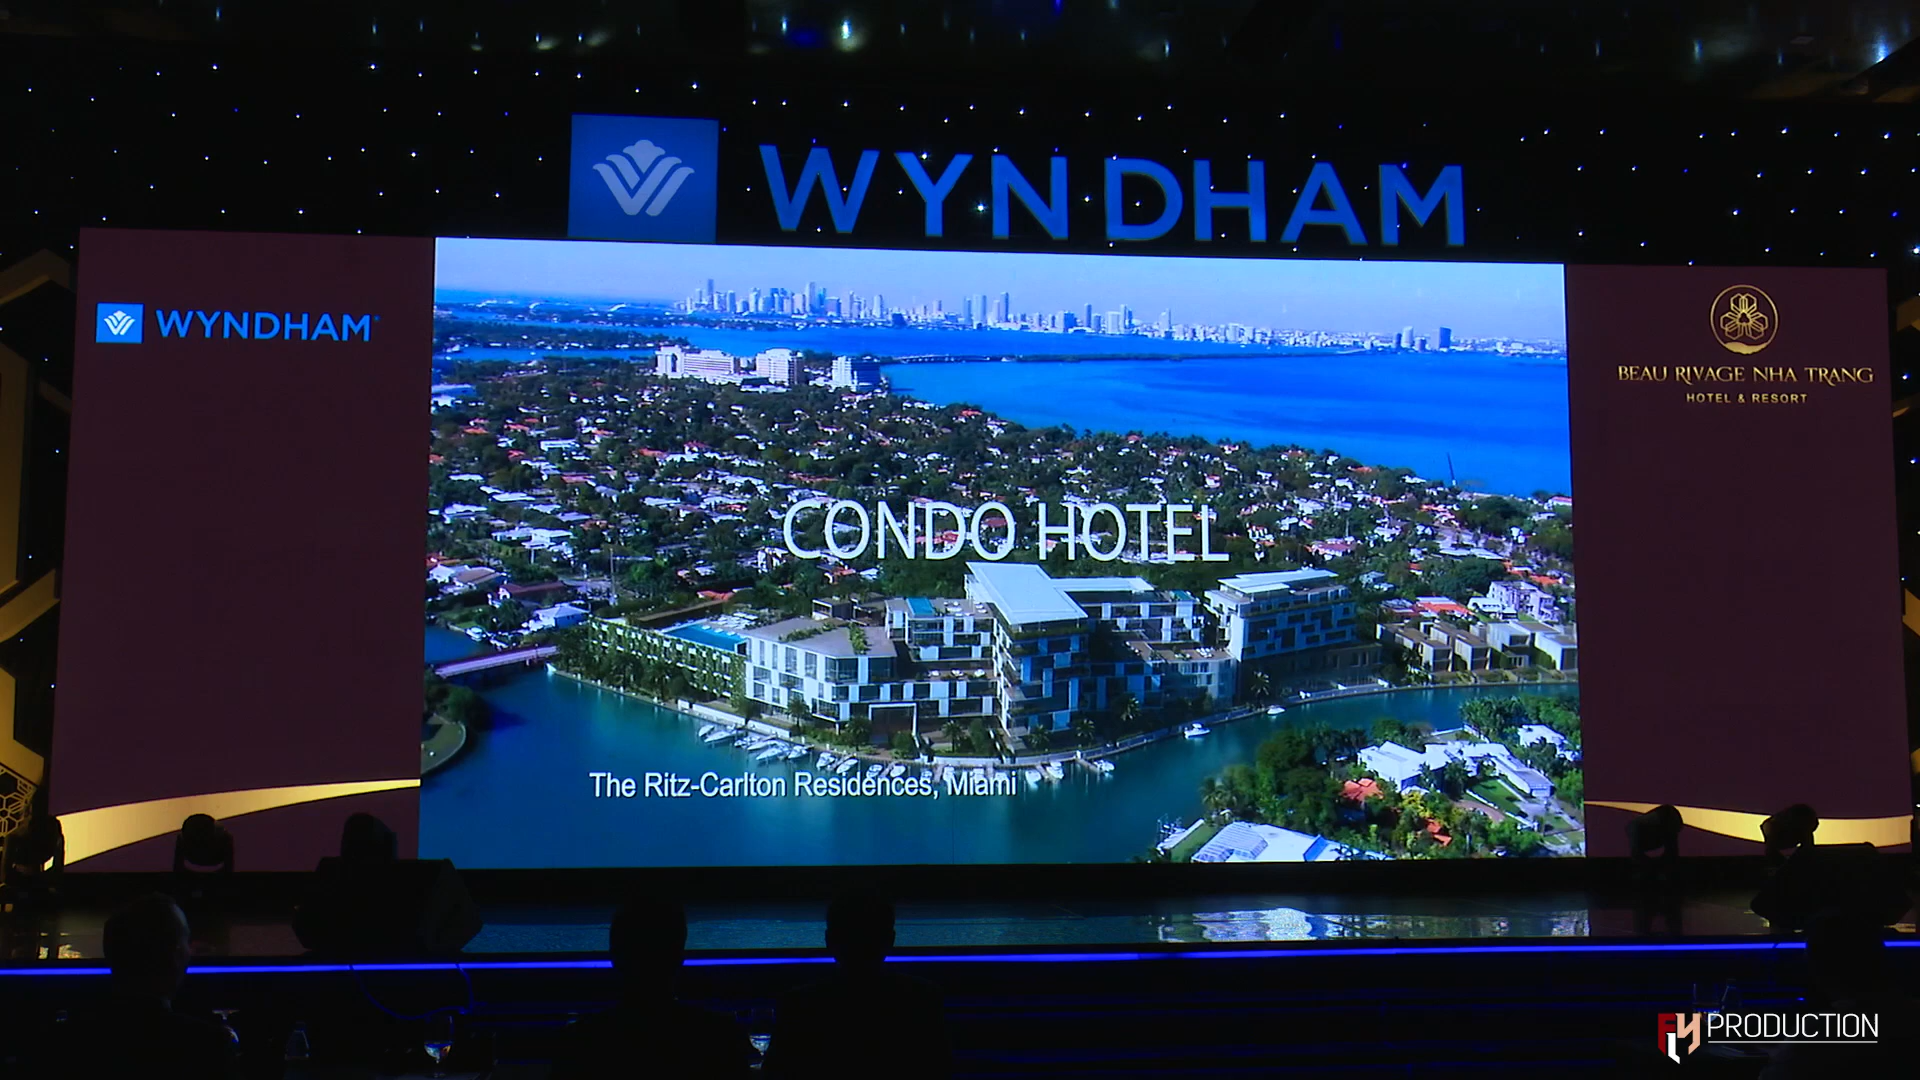 WYNDHAM
WYNDHAM
BEAU RIVAGE NHA TRANG
HOTEL & RESORT
CONDO HOTEL
The Ritz-Carlton Residences, Miami
PRODUCTION